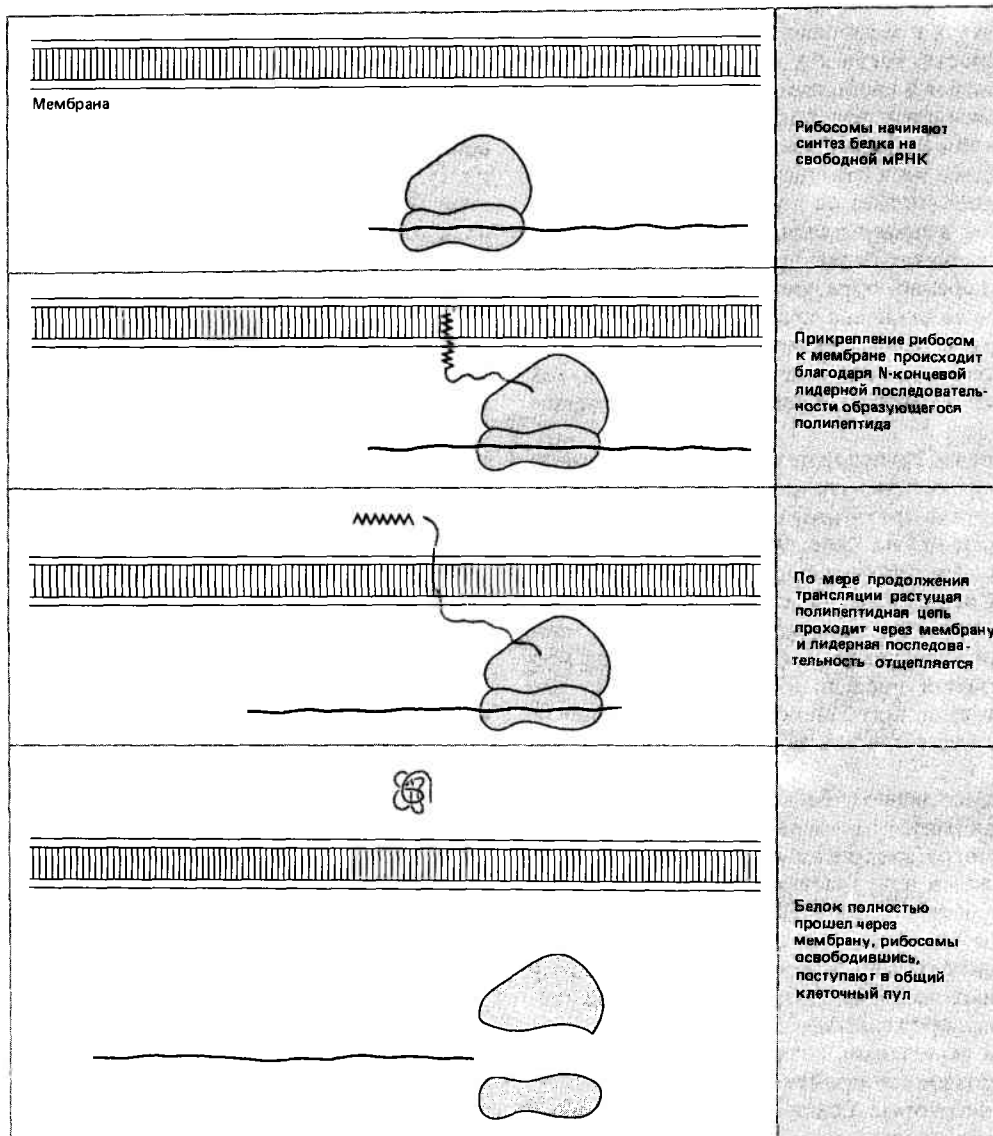 Мембрана
Рибосомы начинают
синтез белка на
свободной мРНК
Прикрепление рибосом
к мембране происходит
благодаря N-концевой
лидерной последователь-
ности образующегося
полипептида
По мере продолжения
трансляции растущая
полипептидная цепь
проходит через мембрану
и лидерная последова-
тельность отщепляется
Белок полностью
прошел через
мембрану, рибосомы
освободившись,
поступают в общий
клеточный пул